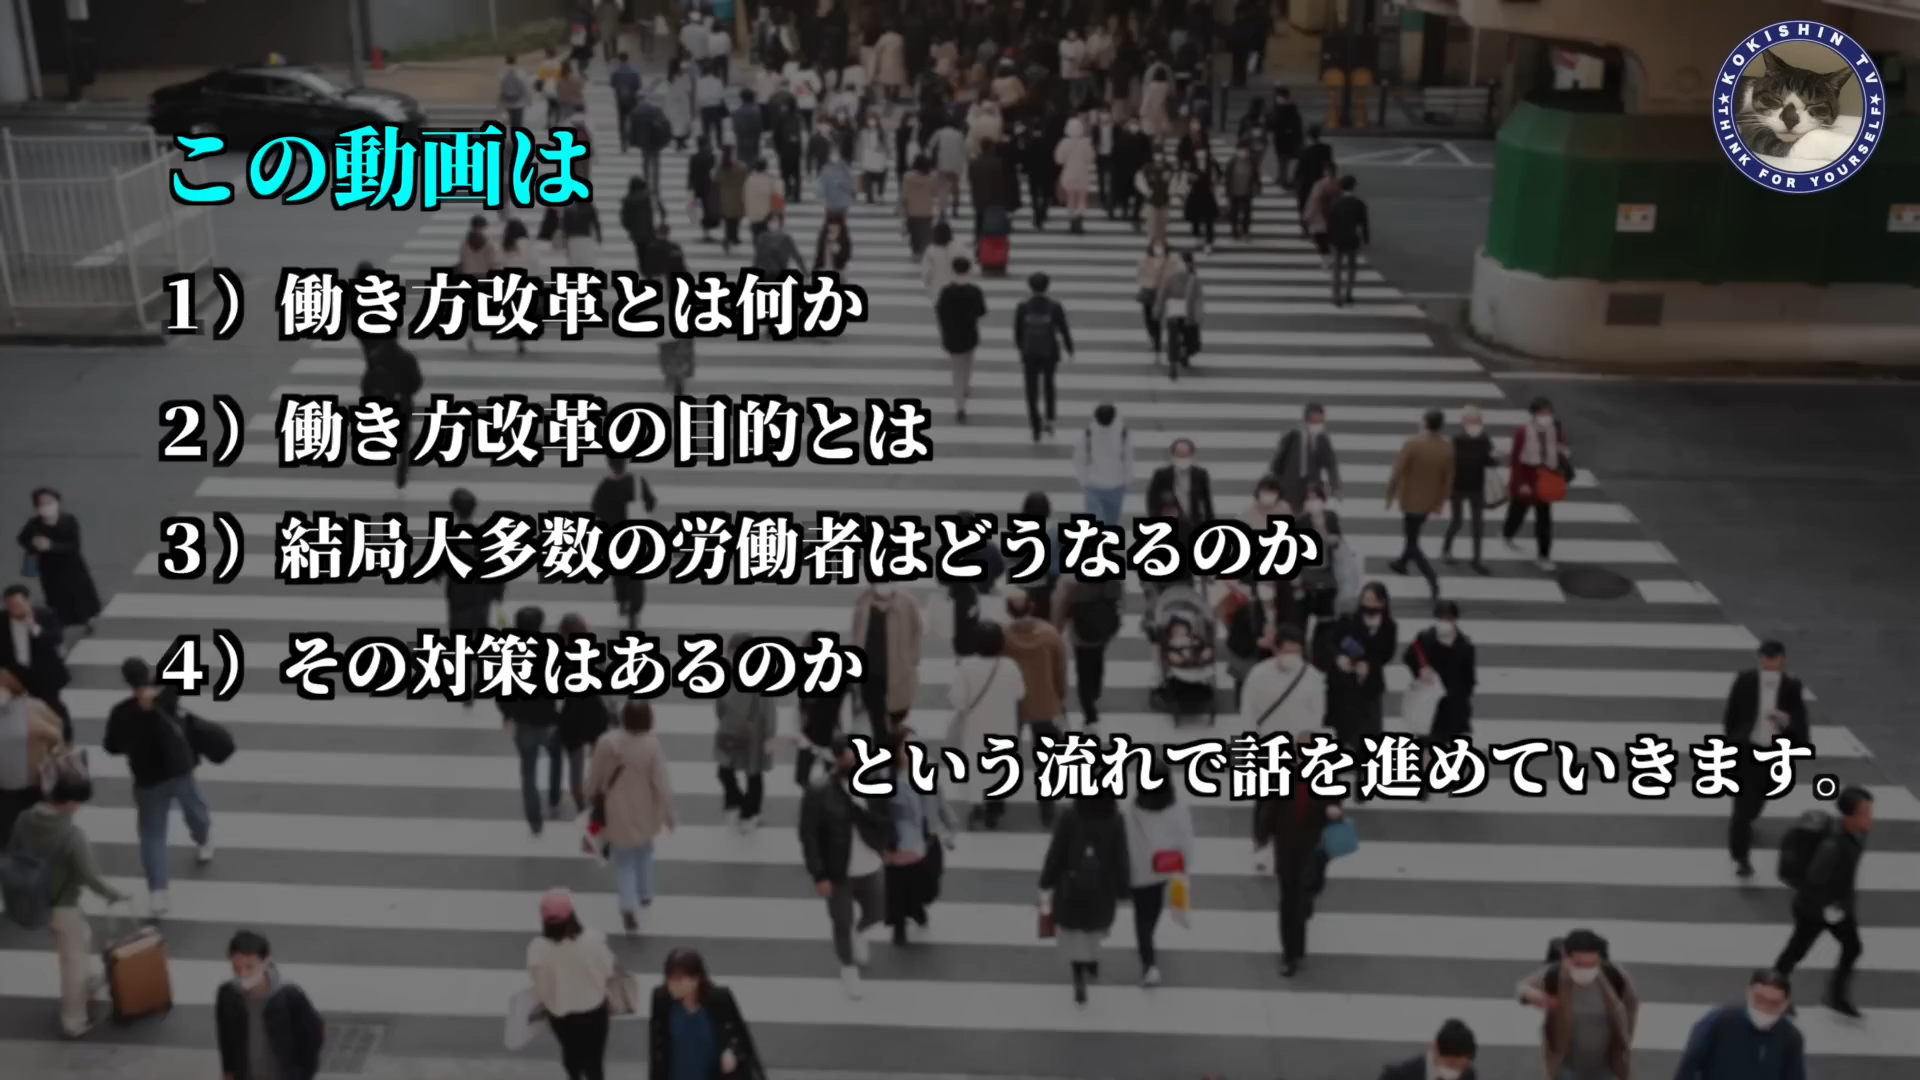 KOKISHIN TV
THINK FOR YOURSELF
この動画は
1）働き方改革とは何か
2）働き方改革の目的とは
3）結局大多数の労働者はどうなるのか
4）その対策はあるのか
という流れで話を進めていきます。